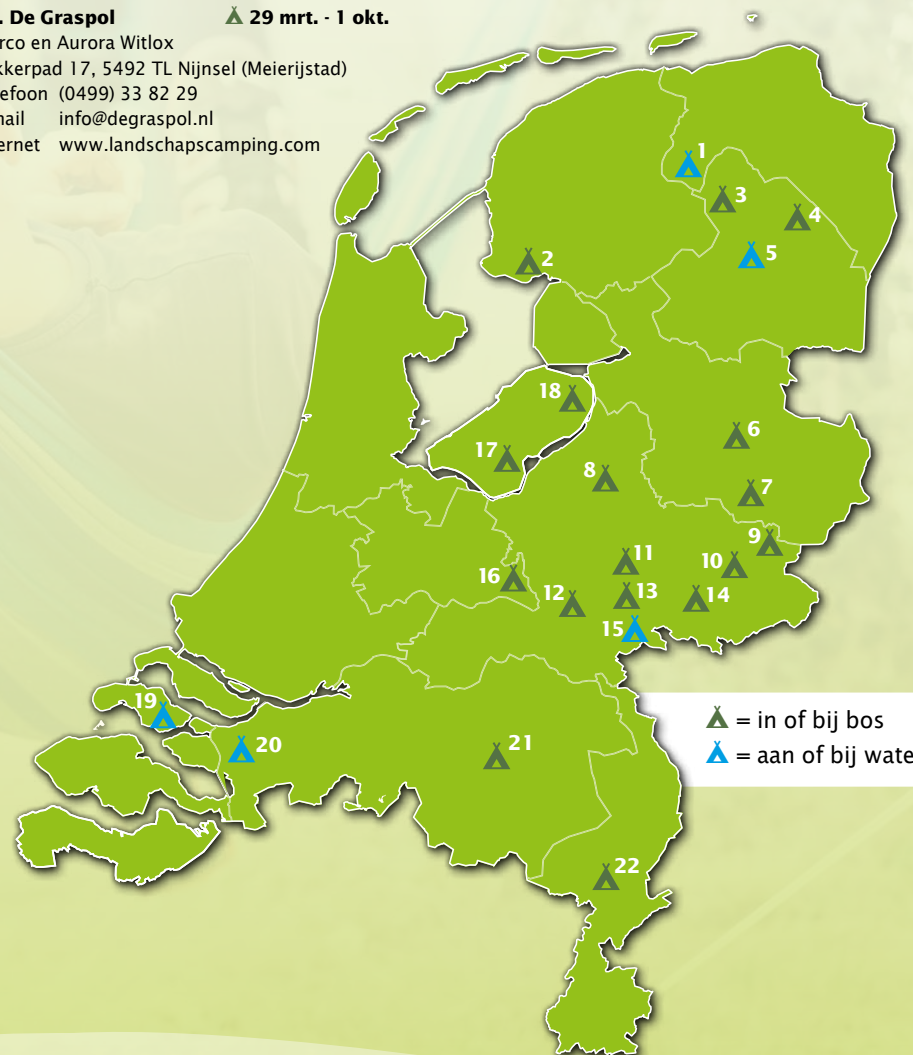 . De Graspol 29 mrt. - 1 okt.
rco en Aurora Witlox
kkerpad 17, 5492 TL Nijnsel (Meierijstad)
efoon (0499) 33 82 29
ail info@degraspol.nl
ernet www.landschapscamping.com
1
3
4
2
5
18
6
17
8
7
9
11
10
16
12
13
14
15
19
20
21
22
= in of bij bos
= aan of bij wate